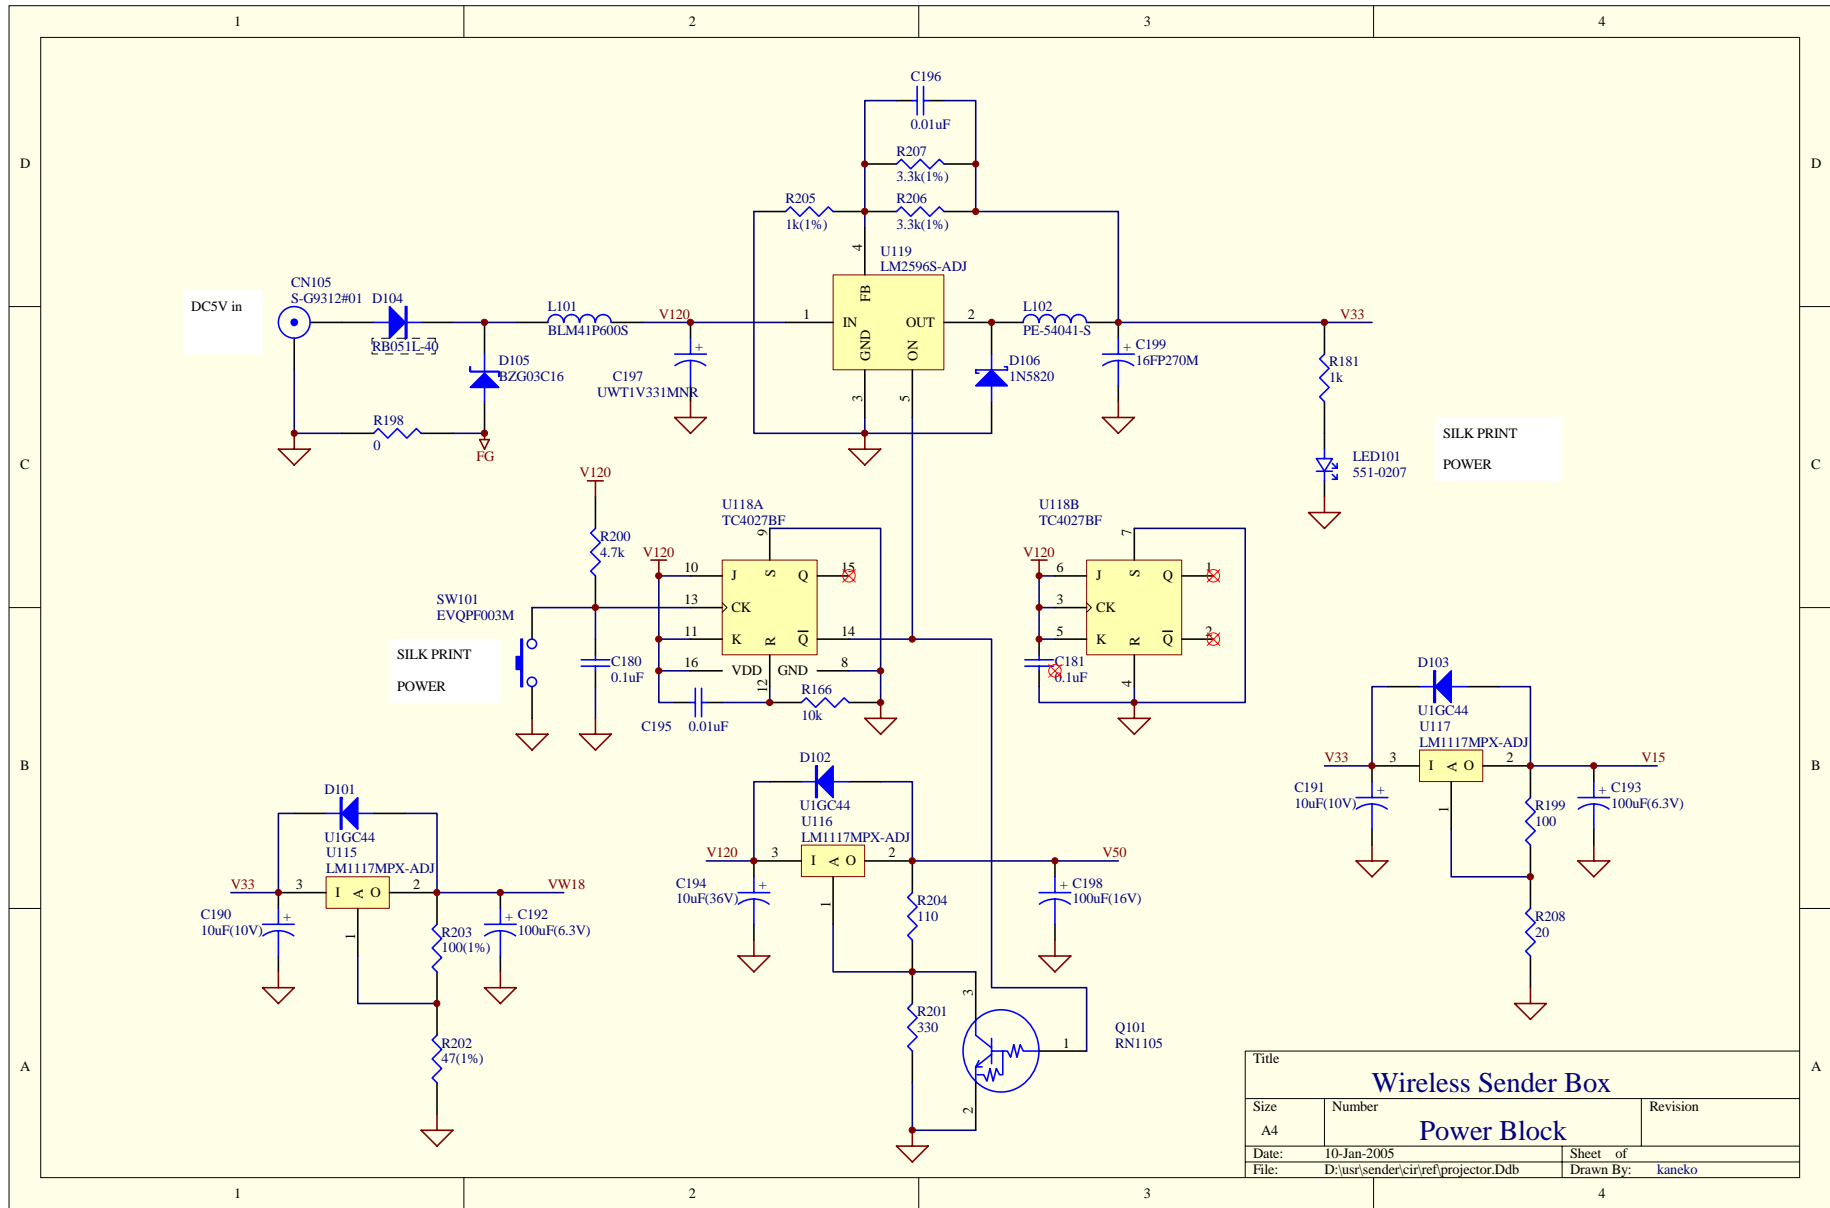 1 2 3 4
D D
C C
B B
A A
C196
0.01uF
R207
3.3k(1%)
R205
1k(1%)
R206
3.3k(1%)
4
U119
LM2596S-ADJ
FB
IN
OUT
GND
ON
1
2
3
5
DC5V in
CN105
S-G9312#01
D104
RB051L-40
L101
BLM41P600S
V120
D105
BZG03C16
C197
UWT1V331MNR
+
R198
0
FG
L102
PE-54041-S
D106
1N5820
+
C199
16FP270M
V33
R181
1k
LED101
551-0207
SILK PRINT
POWER
V120
R200
4.7k
SW101
EVQPF003M
SILK PRINT
POWER
C180
0.1uF
V120
U118A
TC4027BF
9
10
J
S
Q
15
13
CK
11
K
R
Q
14
16
VDD
GND
8
12
C195
0.01uF
R166
10k
U118B
TC4027BF
7
V120
6
J
S
Q
1
3
CK
5
K
R
Q
2
4
C181
0.1uF
D103
U1GC44
U117
LM1117MPX-ADJ
V33
3
I A O
2
V15
1
C191
10uF(10V)
+
R199
100
+
C193
100uF(6.3V)
R208
20
D102
U1GC44
U116
LM1117MPX-ADJ
V120
3
I A O
2
V50
1
C194
10uF(36V)
+
R204
110
+
C198
100uF(16V)
R201
330
3
1
2
Q101
RN1105
D101
U1GC44
U115
LM1117MPX-ADJ
V33
3
I A O
2
VW18
1
C190
10uF(10V)
+
R203
100(1%)
+
C192
100uF(6.3V)
R202
47(1%)
Title
Wireless Sender Box
Size
A4
Number
Power Block
Revision
Date: 10-Jan-2005 Sheet of
File: D:\usr\sender\cir\ref\projector.Ddb Drawn By: kaneko
1 2 3 4